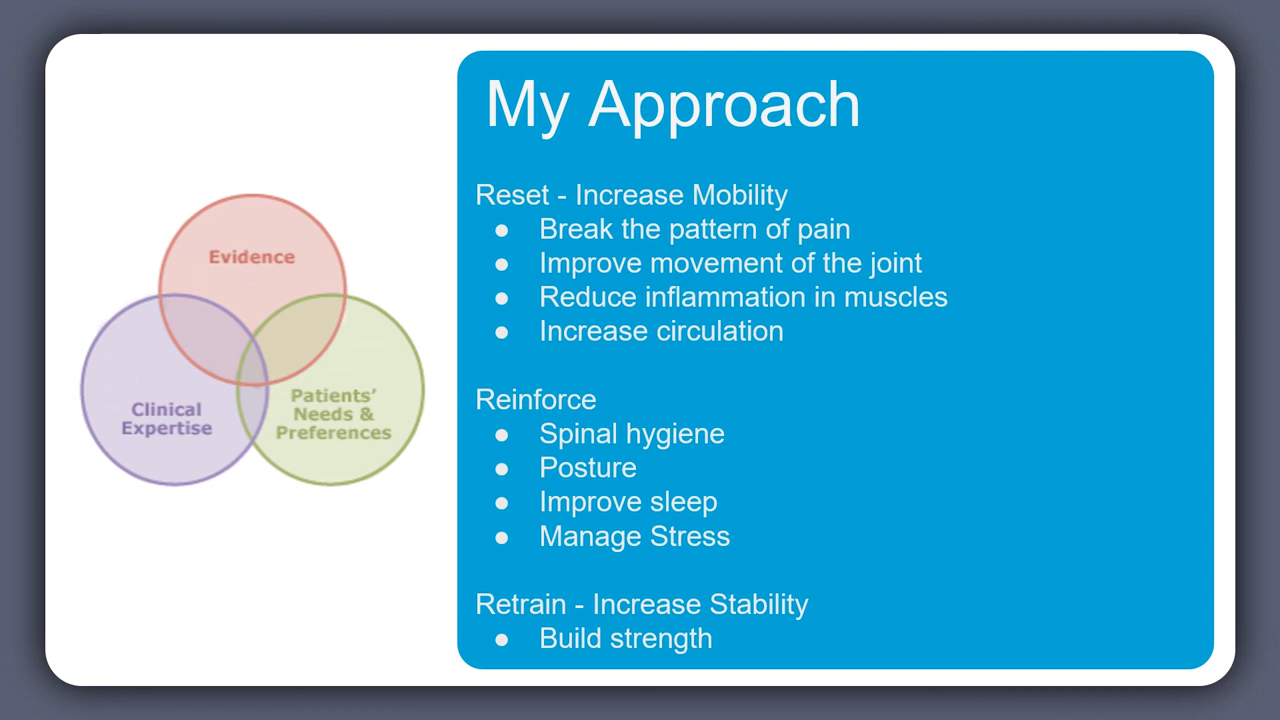 My Approach
Reset - Increase Mobility
● Break the pattern of pain
● Improve movement of the joint
● Reduce inflammation in muscles
● Increase circulation
Reinforce
● Spinal hygiene
● Posture
● Improve sleep
● Manage Stress
Retrain - Increase Stability
● Build strength
Evidence
Clinical
Expertise
Patients’
Needs &
Preferences